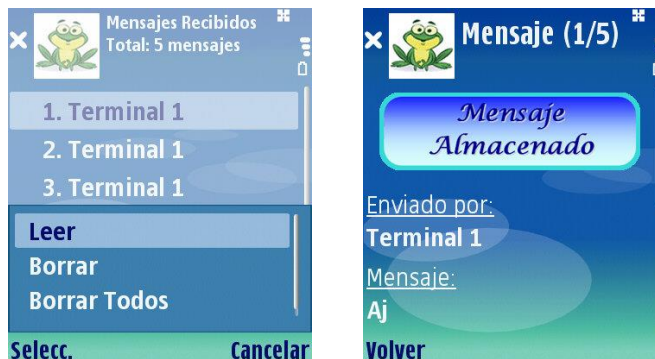 Mensajes Recibidos
Total: 5 mensajes
1. Terminal 1
2. Terminal 1
3. Terminal 1
Leer
Borrar
Borrar Todos
Selecc.
Cancelar
Mensaje (1/5)
Mensaje
Almacenado
Enviado por:
Terminal 1
Mensaje:
Aj
Volver